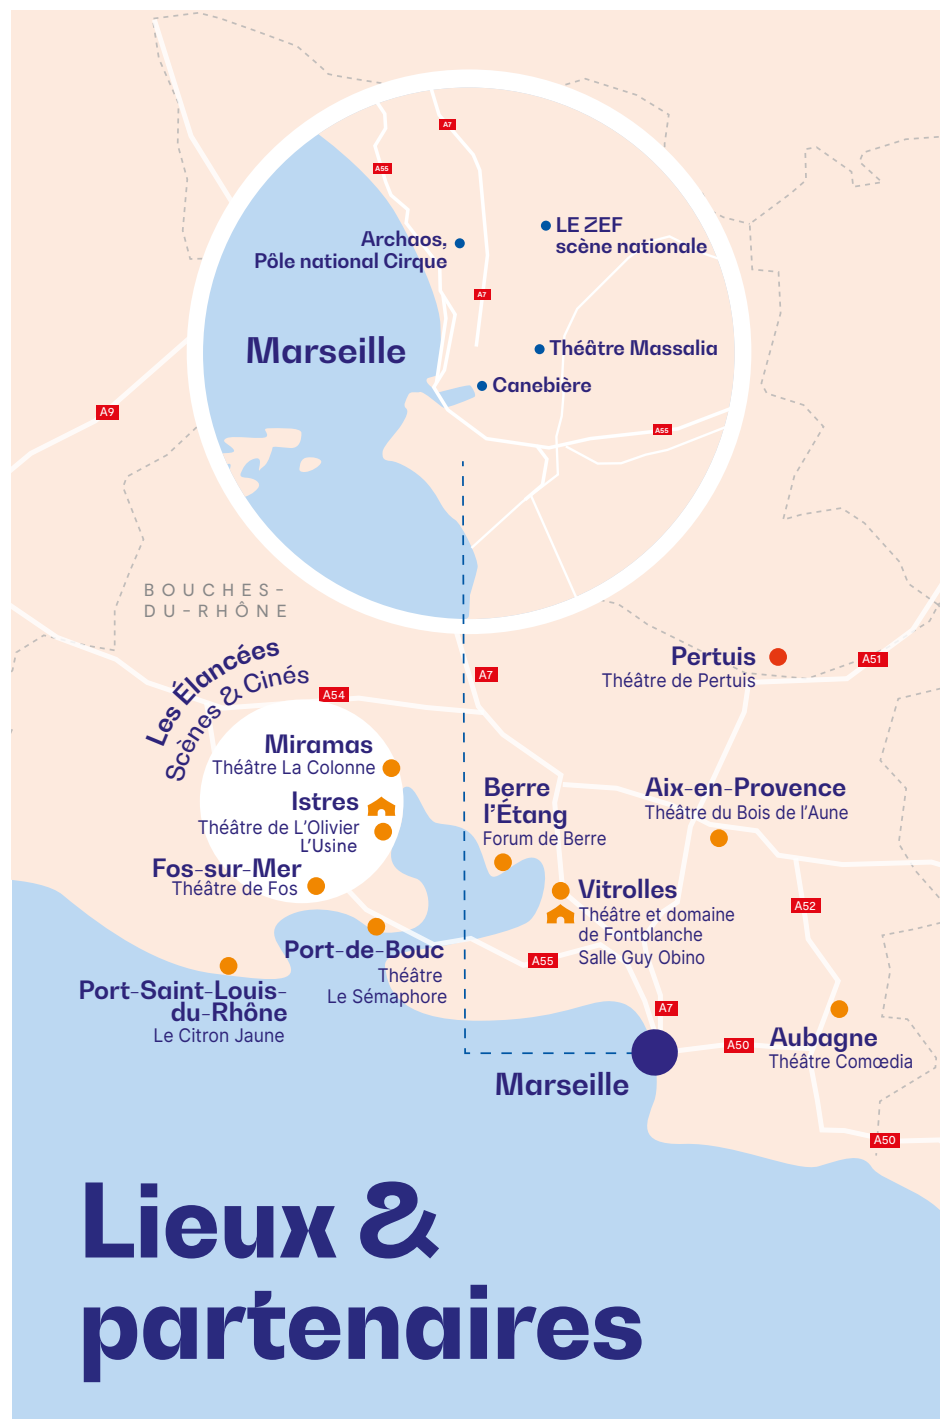 A7
A55
LE ZEF
scène nationale
Archaos,
Pôle national Cirque
A7
Marseille
Théâtre Massalia
Canebière
A9
A55
BOUCHES-
DU-RHÔNE
Les Élancées
Scènes & Cinés
A54
A7
Pertuis
Théâtre de Pertuis
A51
Miramas
Théâtre La Colonne
Istres
Théâtre de L’Olivier
L’Usine
Fos-sur-Mer
Théâtre de Fos
Berre
l’Étang
Forum de Berre
Aix-en-Provence
Théâtre du Bois de l’Aune
Vitrolles
Théâtre et domaine
de Fontblanche
Salle Guy Obino
A52
Port-de-Bouc
Théâtre
Le Sémaphore
A55
Port-Saint-Louis-
du-Rhône
Le Citron Jaune
A7
A50
Aubagne
Théâtre Comœdia
Marseille
A50
Lieux &
partenaires